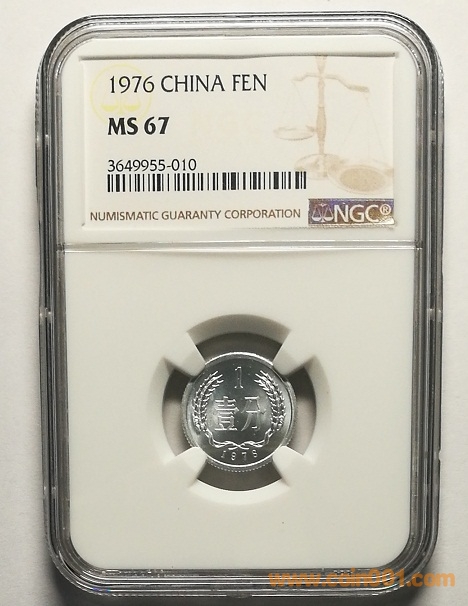 1976 CHINA FEN
MS 67
3649955-010
NUMISMATIC GUARANTY CORPORATION NGC®
1
壹分
1976
www.coin001.com